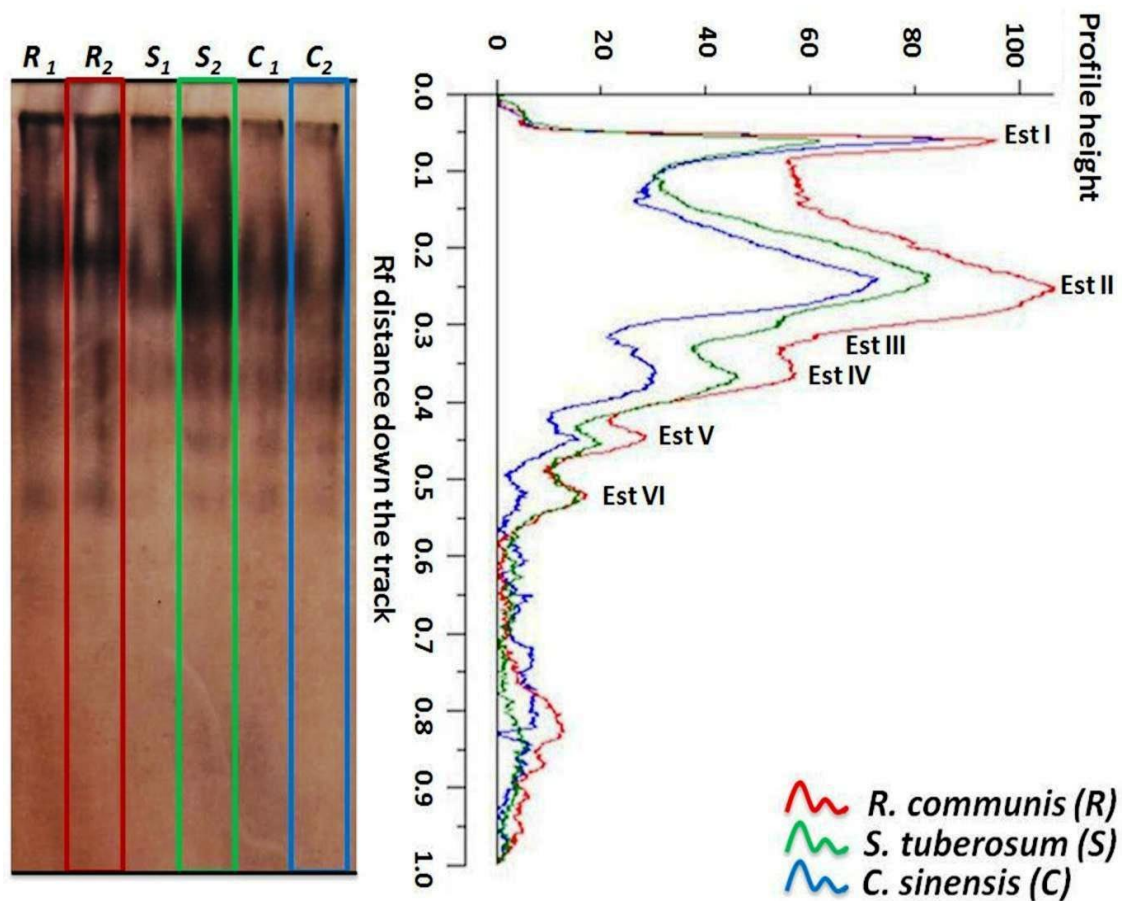 R1 R2 S1 S2 C1 C2
0 20 40 60 80 100
Profile height
0.0
0.1
0.2
0.3
0.4
0.5
0.6
0.7
0.8
0.9
1.0
Rf distance down the track
Est I
Est II
Est III
Est IV
Est V
Est VI
R. communis (R)
S. tuberosum (S)
C. sinensis (C)